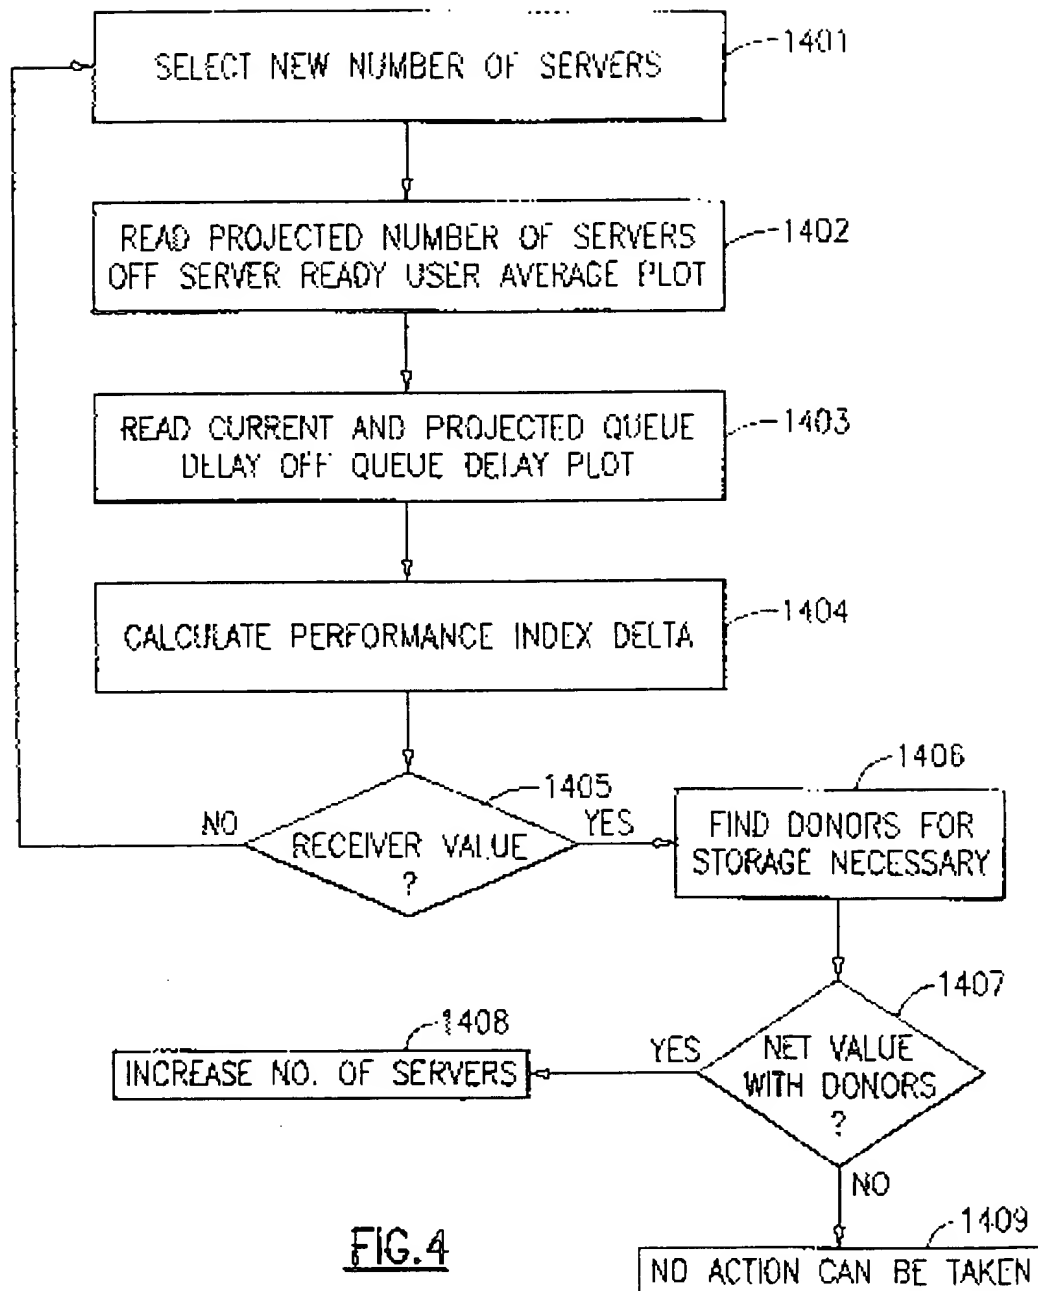 SELECT NEW NUMBER OF SERVERS
1401
READ PROJECTED NUMBER OF SERVERS
OFF SERVER READY USER AVERAGE PLOT
1402
READ CURRENT AND PROJECTED QUEUE
DELAY OFF QUEUE DELAY PLOT
1403
CALCULATE PERFORMANCE INDEX DELTA
1404
1405
NO
RECEIVER VALUE
?
YES
1406
FIND DONORS FOR
STORAGE NECESSARY
1407
NET VALUE
WITH DONORS
?
YES
1408
INCREASE NO. OF SERVERS
NO
1409
NO ACTION CAN BE TAKEN
FIG.4